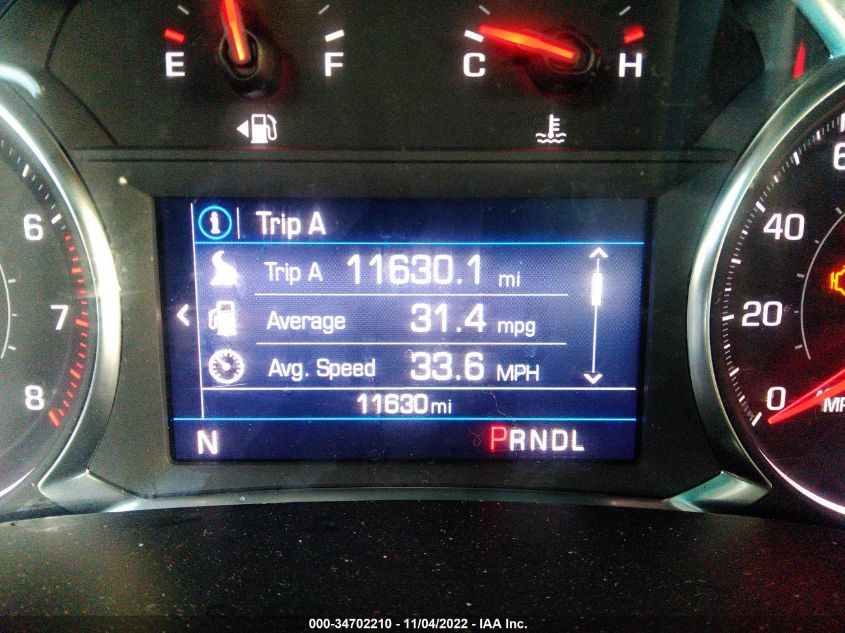 E F C H
Trip A
Trip A 11630.1 mi
Average 31.4 mpg
Avg. Speed 33.6 MPH
11630 mi
N PRNDL
6
7
8
40
20
0
000-34702210 - 11/04/2022 - IAA Inc.